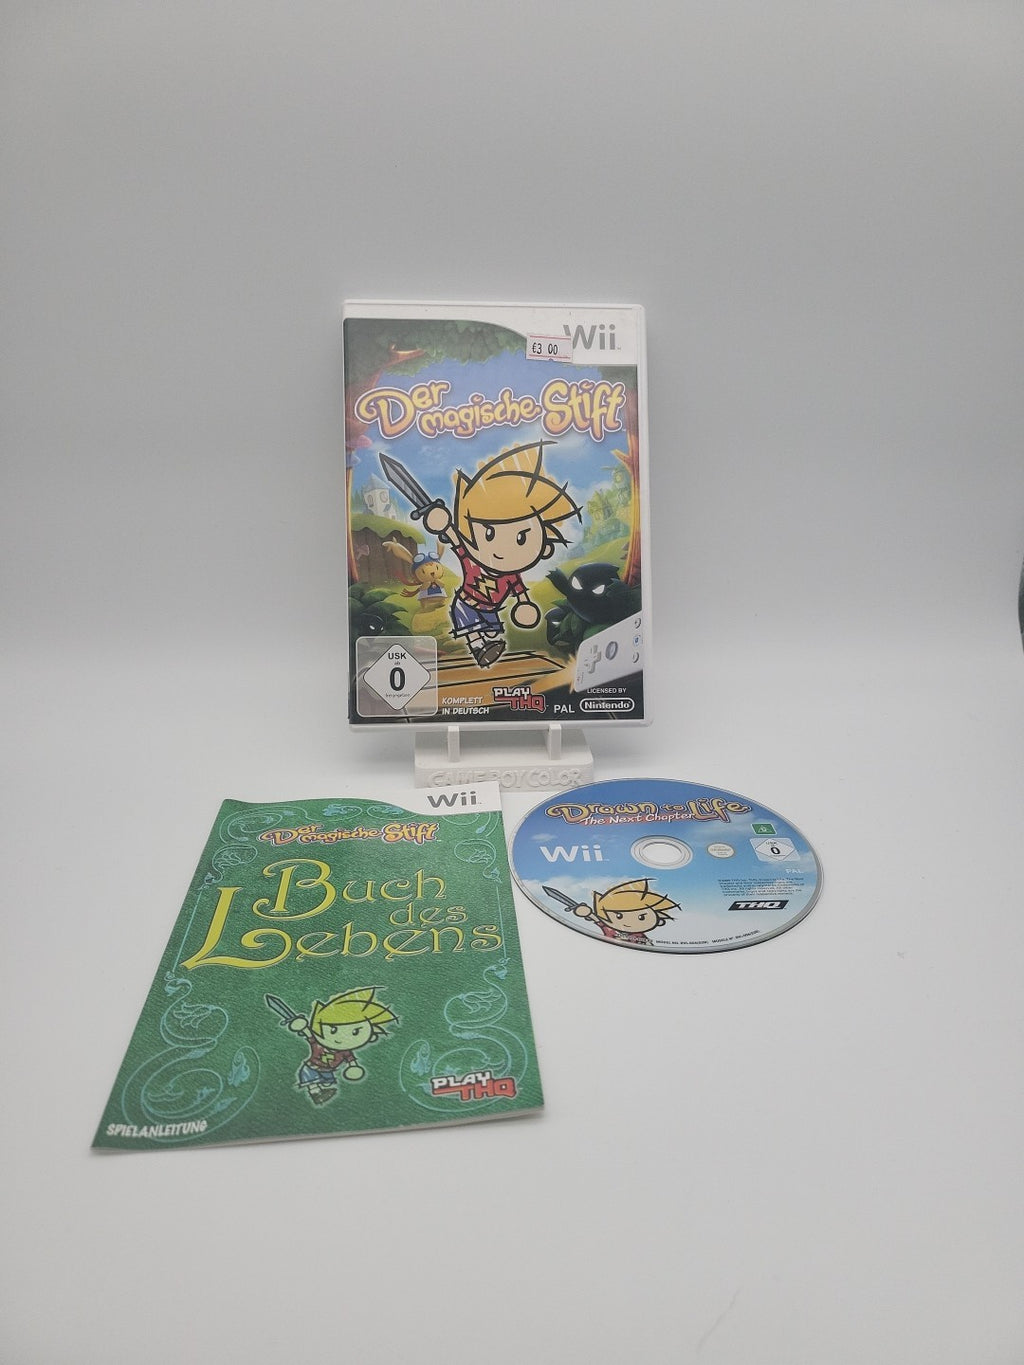 Wii
€3 00
Der magische Stift
USK
ab
0
freigegeben
KOMPLETT
IN DEUTSCH
PLAY THQ
PAL
LICENSED BY
Nintendo
GAME BOY COLOR
Wii
Der magische Stift
Buch
des
Lebens
PLAY THQ
SPIELANLEITUNG
Drawn to Life
The Next Chapter
Wii
USK
0
PAL
THQ